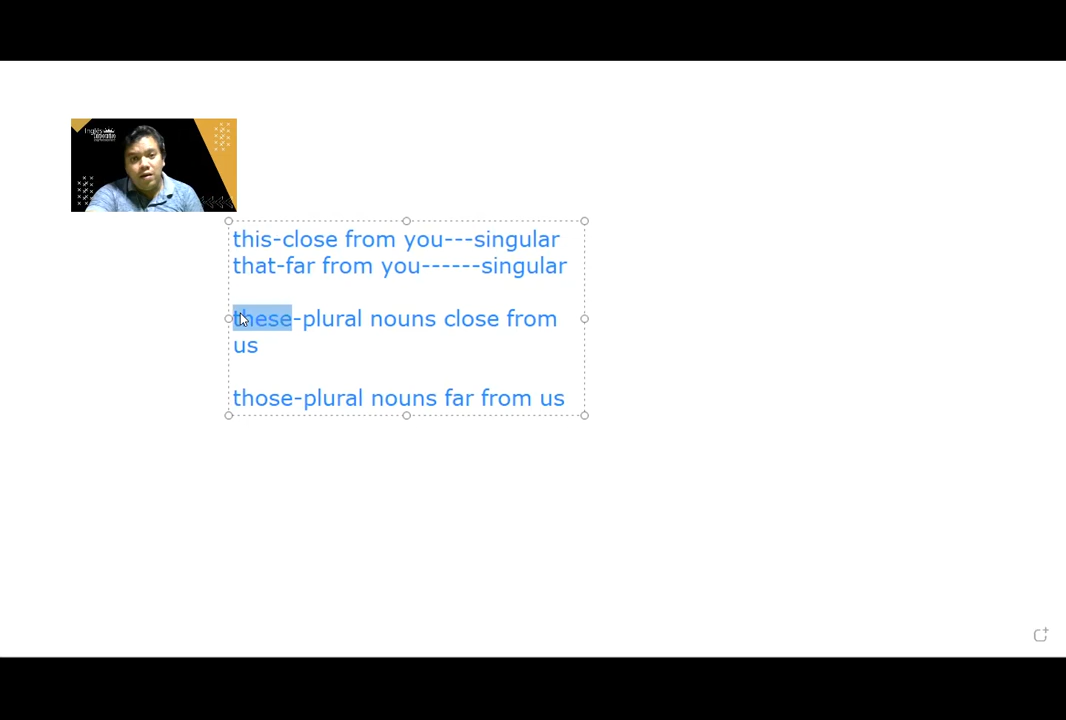 Inglés
this-close from you---singular
that-far from you------singular
these-plural nouns close from
us
those-plural nouns far from us